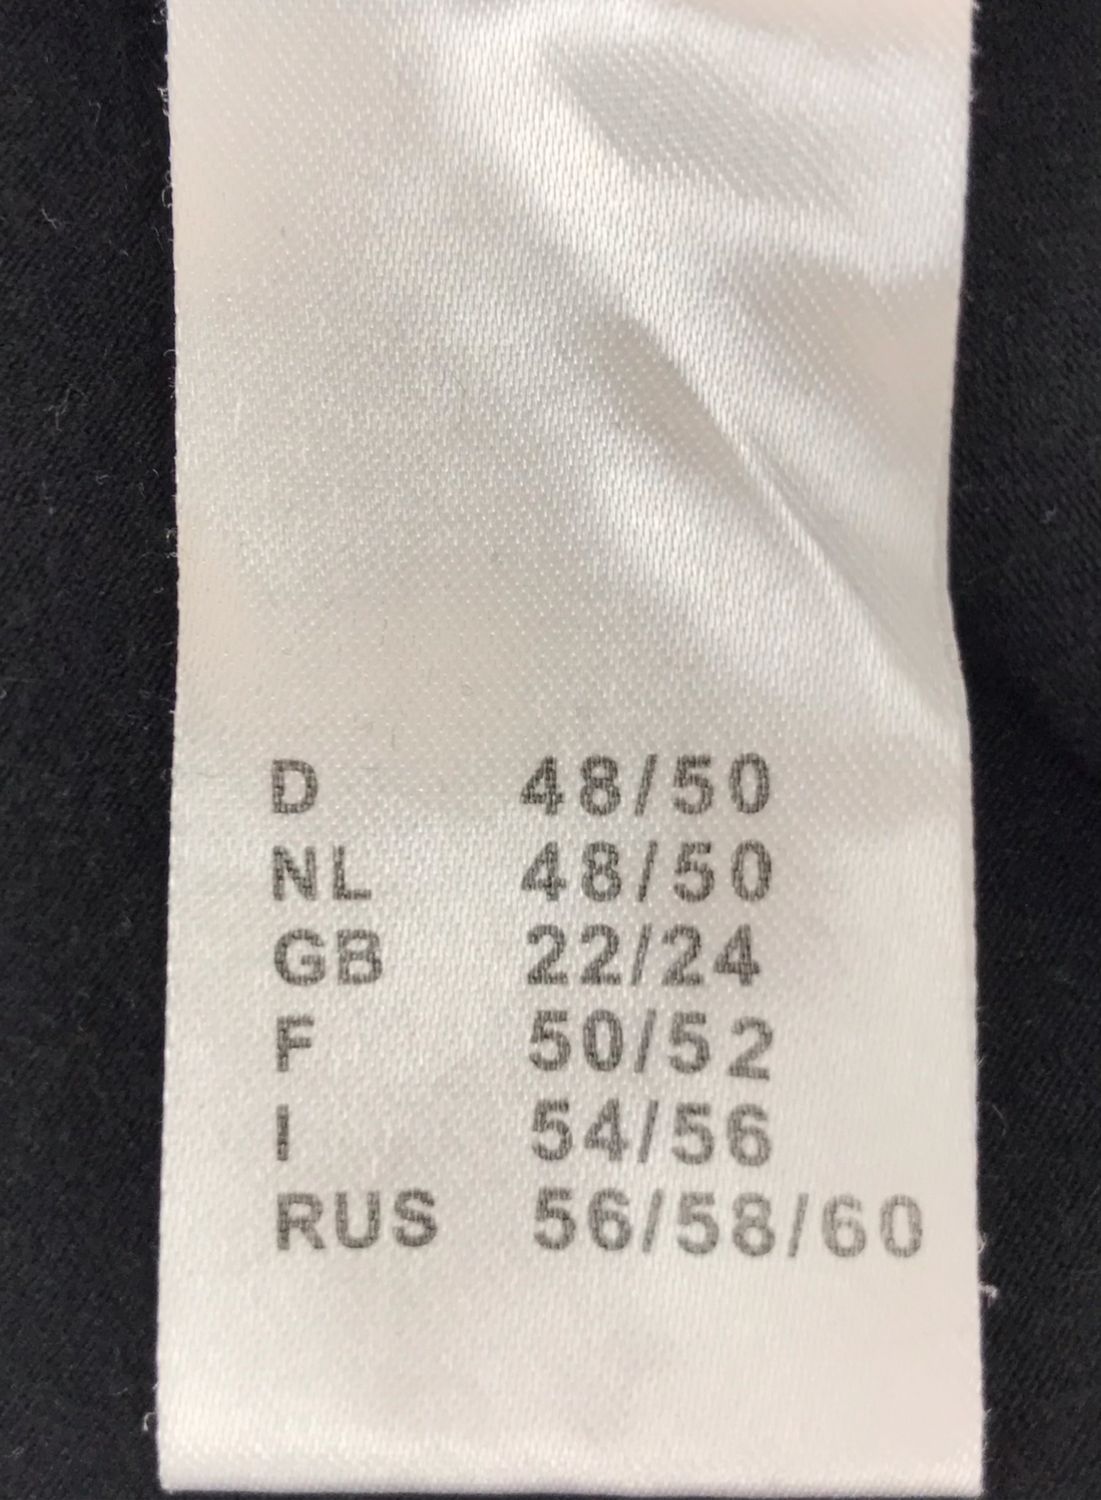 D 48/50
NL 48/50
GB 22/24
F 50/52
I 54/56
RUS 56/58/60